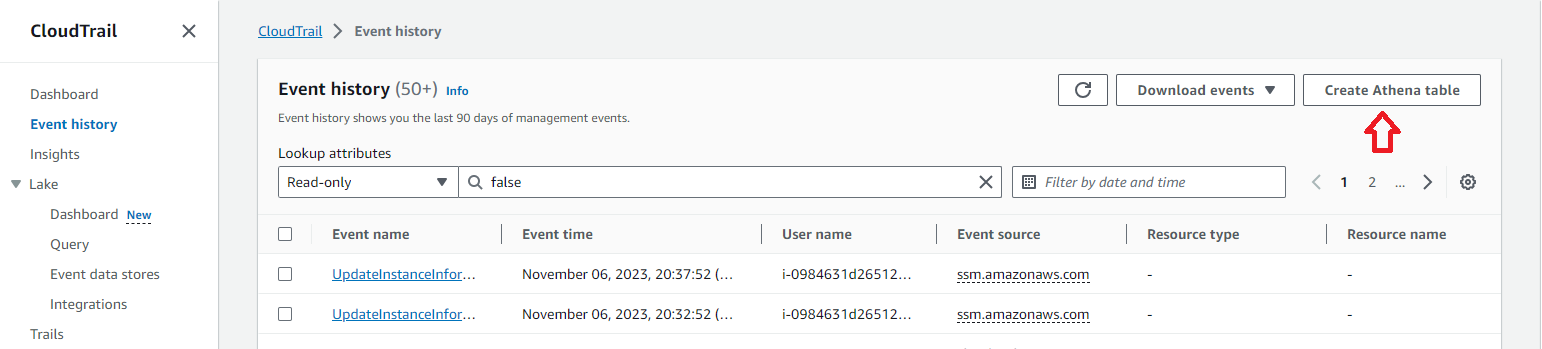 CloudTrail
Dashboard
Event history
Insights
Lake
Dashboard New
Query
Event data stores
Integrations
Trails
CloudTrail > Event history
Event history (50+) Info
Event history shows you the last 90 days of management events.
Download events
Create Athena table
Lookup attributes
Read-only false Filter by date and time 1 2 ...
Event name Event time User name Event source Resource type Resource name
UpdateInstanceInfor... November 06, 2023, 20:37:52 (... i-0984631d26512... ssm.amazonaws.com - -
UpdateInstanceInfor... November 06, 2023, 20:32:52 (... i-0984631d26512... ssm.amazonaws.com - -